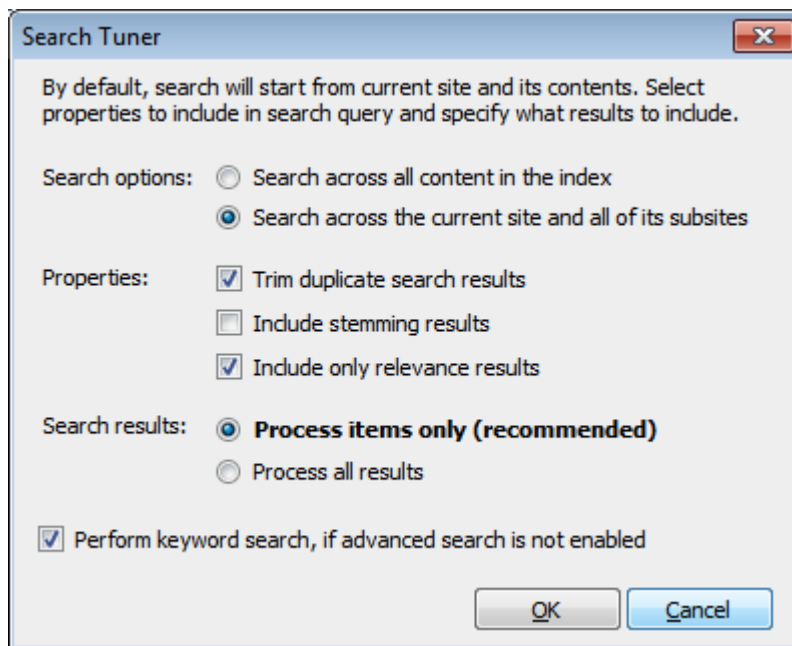 Search Tuner
By default, search will start from current site and its contents. Select
properties to include in search query and specify what results to include.
Search options:
Search across all content in the index
Search across the current site and all of its subsites
Properties:
Trim duplicate search results
Include stemming results
Include only relevance results
Search results:
Process items only (recommended)
Process all results
Perform keyword search, if advanced search is not enabled
OK
Cancel